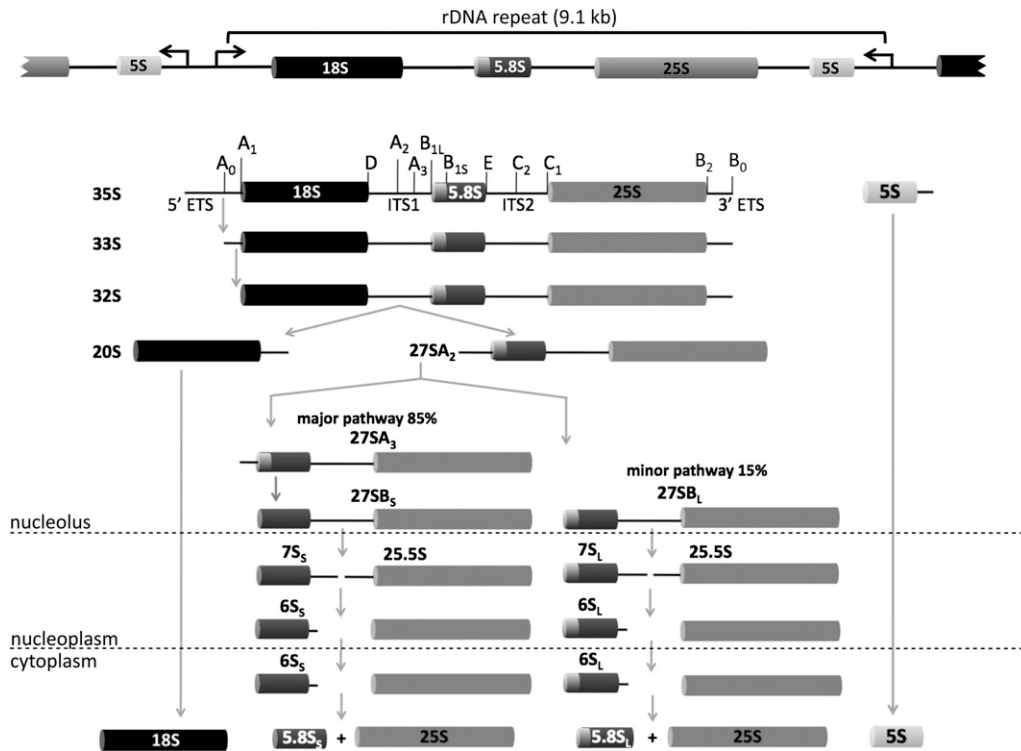 rDNA repeat (9.1 kb)
5S 18S 5.8S 25S 5S
A₀ A₁ D A₂ A₃ B₁L B₁S E C₂ C₁ B₂ B₀
35S 18S 5.8S 25S 5S
5’ ETS ITS1 ITS2 3’ ETS
33S
32S
20S 27SA₂
major pathway 85%
27SA₃
minor pathway 15%
27SBS 27SBL
nucleolus
7SS 25.5S 7SL 25.5S
6SS 6SL
nucleoplasm
cytoplasm
6SS 6SL
18S 5.8SS + 25S 5.8SL + 25S 5S